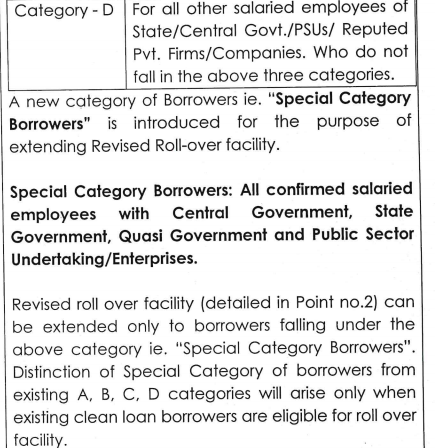 Category - D
For all other salaried employees of
State/Central Govt./PSUs/ Reputed
Pvt. Firms/Companies. Who do not
fall in the above three categories.
A new category of Borrowers ie. "Special Category
Borrowers" is introduced for the purpose of
extending Revised Roll-over facility.
Special Category Borrowers: All confirmed salaried
employees with Central Government, State
Government, Quasi Government and Public Sector
Undertaking/Enterprises.
Revised roll over facility (detailed in Point no.2) can
be extended only to borrowers falling under the
above category ie. "Special Category Borrowers".
Distinction of Special Category of borrowers from
existing A, B, C, D categories will arise only when
existing clean loan borrowers are eligible for roll over
facility.